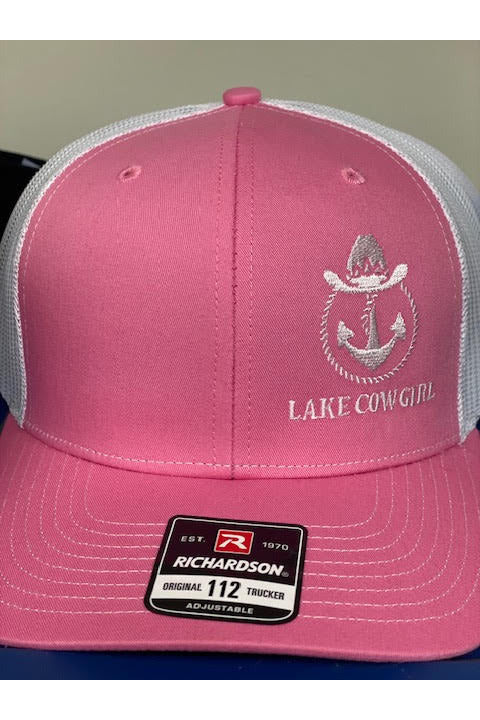 LAKE COWGIRL
EST. R 1970
RICHARDSON®
ORIGINAL 112 TRUCKER
ADJUSTABLE